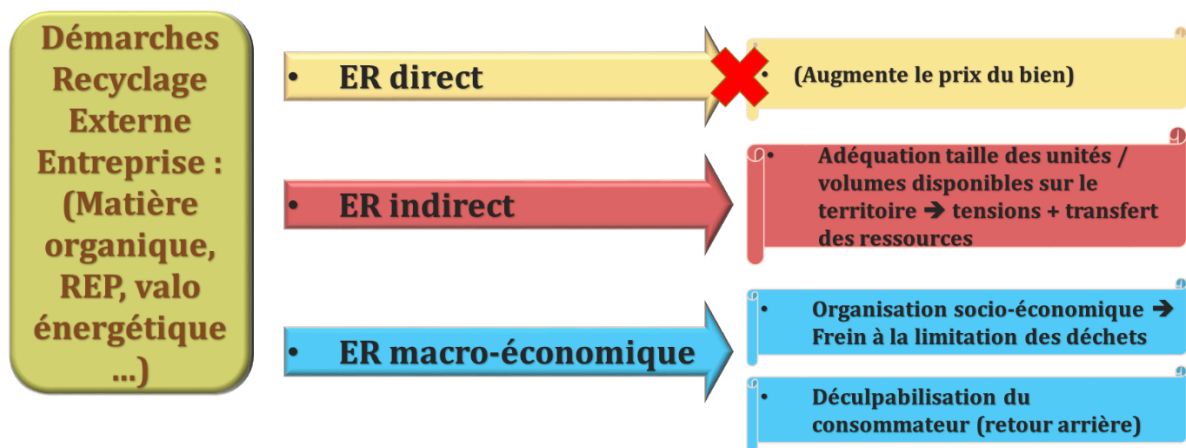 Démarches
Recyclage
Externe
Entreprise :
(Matière
organique,
REP, valo
énergétique
...)
• ER direct
• (Augmente le prix du bien)
• ER indirect
• Adéquation taille des unités /
volumes disponibles sur le
territoire ➔ tensions + transfert
des ressources
• ER macro-économique
• Organisation socio-économique ➔
Frein à la limitation des déchets
• Déculpabilisation du
consommateur (retour arrière)